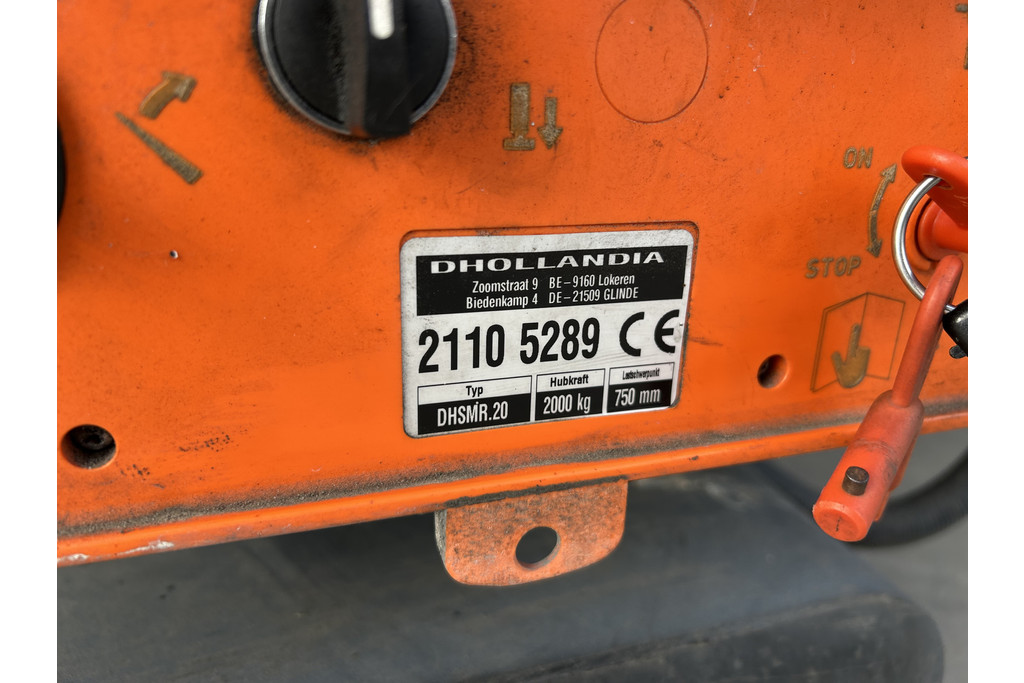 ON
STOP
DHOLLANDIA
Zoomstraat 9 BE-9160 Lokeren
Biedenkamp 4 DE-21509 GLINDE
2110 5289 CE
Typ Hubkraft Lastschwerpunkt
DHSMR.20 2000 kg 750 mm